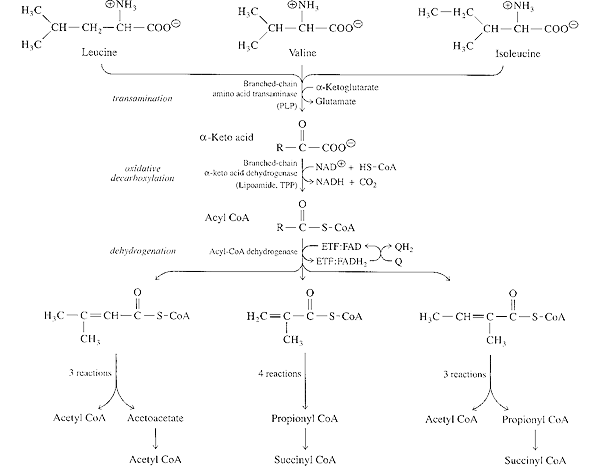 ⊕NH₃ ⊕NH₃ ⊕NH₃
H₃C H₃C H₃C—H₂C
CH—CH₂—CH—COO⊖ CH—CH—COO⊖ CH—CH—COO⊖
H₃C H₃C H₃C
Leucine Valine Isoleucine
transamination
Branched-chain
amino acid transaminase
(PLP)
α-Ketoglutarate
Glutamate
O
α-Keto acid R—C—COO⊖
oxidative
decarboxylation
Branched-chain
α-keto acid dehydrogenase
(Lipoamide, TPP)
NAD⊕ + HS-CoA
NADH + CO₂
O
Acyl CoA R—C—S-CoA
dehydrogenation Acyl-CoA dehydrogenase
ETF:FAD QH₂
ETF:FADH₂ Q
O O O
H₃C—C=CH—C—S-CoA H₂C=C—C—S-CoA H₃C—CH=C—C—S-CoA
CH₃ CH₃ CH₃
3 reactions 4 reactions 3 reactions
Acetyl CoA Actoacetate Propionyl CoA Acetyl CoA Propionyl CoA
Acetyl CoA Succinyl CoA Succinyl CoA